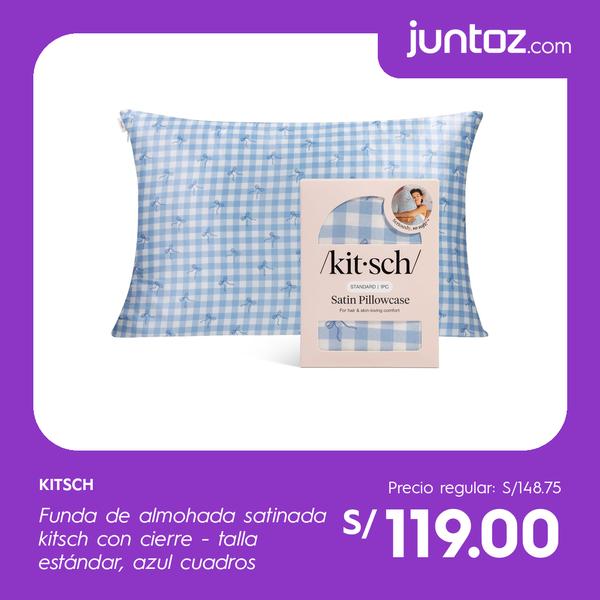 juntoz.com
/kit·sch/
STANDARD | 1PC
Satin Pillowcase
For hair & skin-loving comfort
KITSCH
Funda de almohada satinada
kitsch con cierre - talla
estándar, azul cuadros
Precio regular: S/148.75
S/119.00